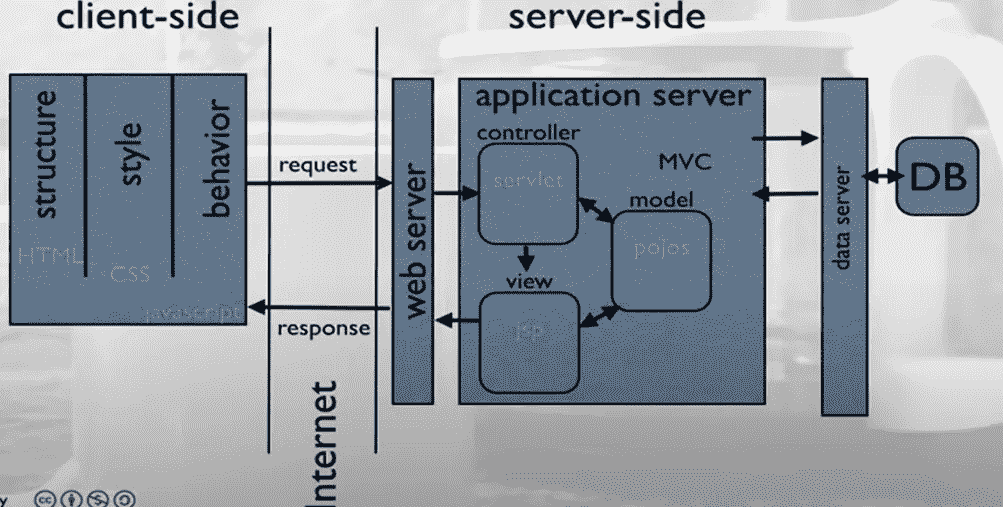 client-side
server-side
structure
style
behavior
HTML
CSS
javascript
request
response
Internet
web server
application server
controller
servlet
MVC
model
pojos
view
jsp
data server
DB
y